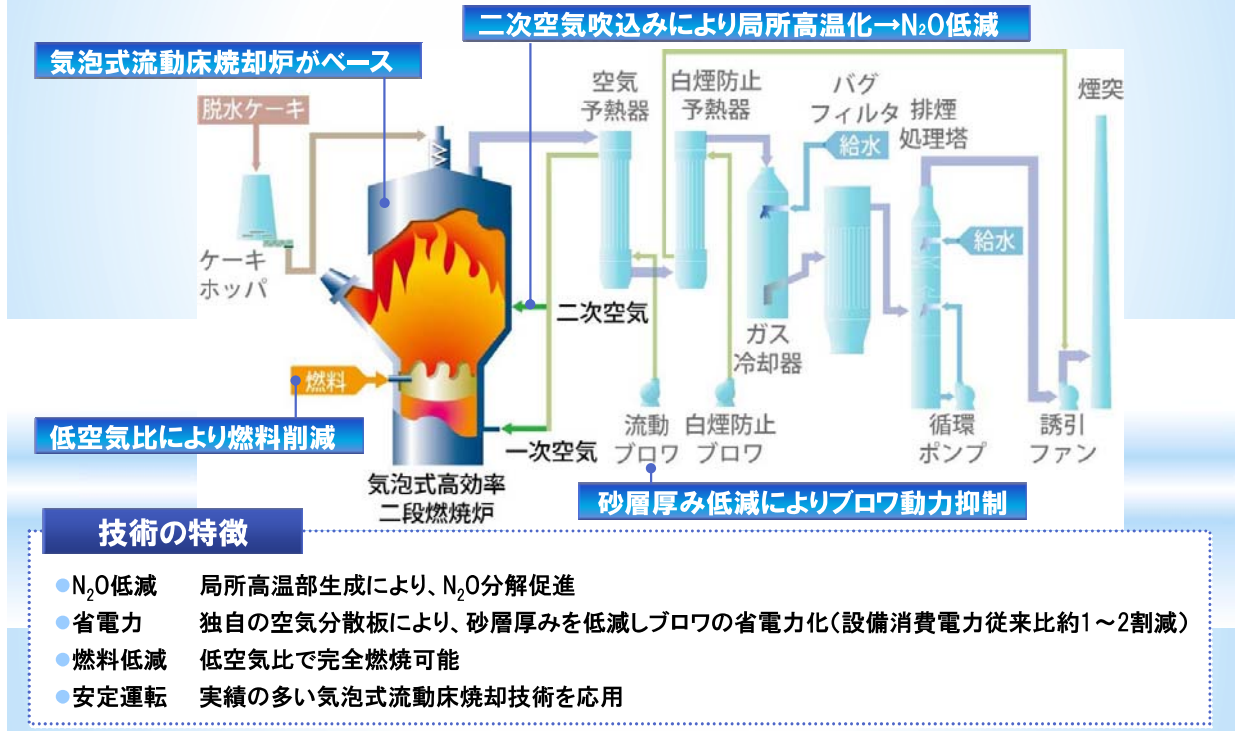 二次空気吹込みにより局所高温化→N₂O低減
気泡式流動床焼却炉がベース
脱水ケーキ
ケーキ
ホッパ
空気
予熱器
白煙防止
予熱器
バグ
フィルタ
排煙
処理塔
煙突
給水
給水
二次空気
ガス
冷却器
燃料
低空気比により燃料削減
一次空気
流動
ブロワ
白煙防止
ブロワ
循環
ポンプ
誘引
ファン
気泡式高効率
二段燃焼炉
砂層厚み低減によりブロワ動力抑制
技術の特徴
●N₂O低減 局所高温部生成により、N₂O分解促進
●省電力 独自の空気分散板により、砂層厚みを低減しブロワの省電力化(設備消費電力従来比約1~2割減)
●燃料低減 低空気比で完全燃焼可能
●安定運転 実績の多い気泡式流動床焼却技術を応用